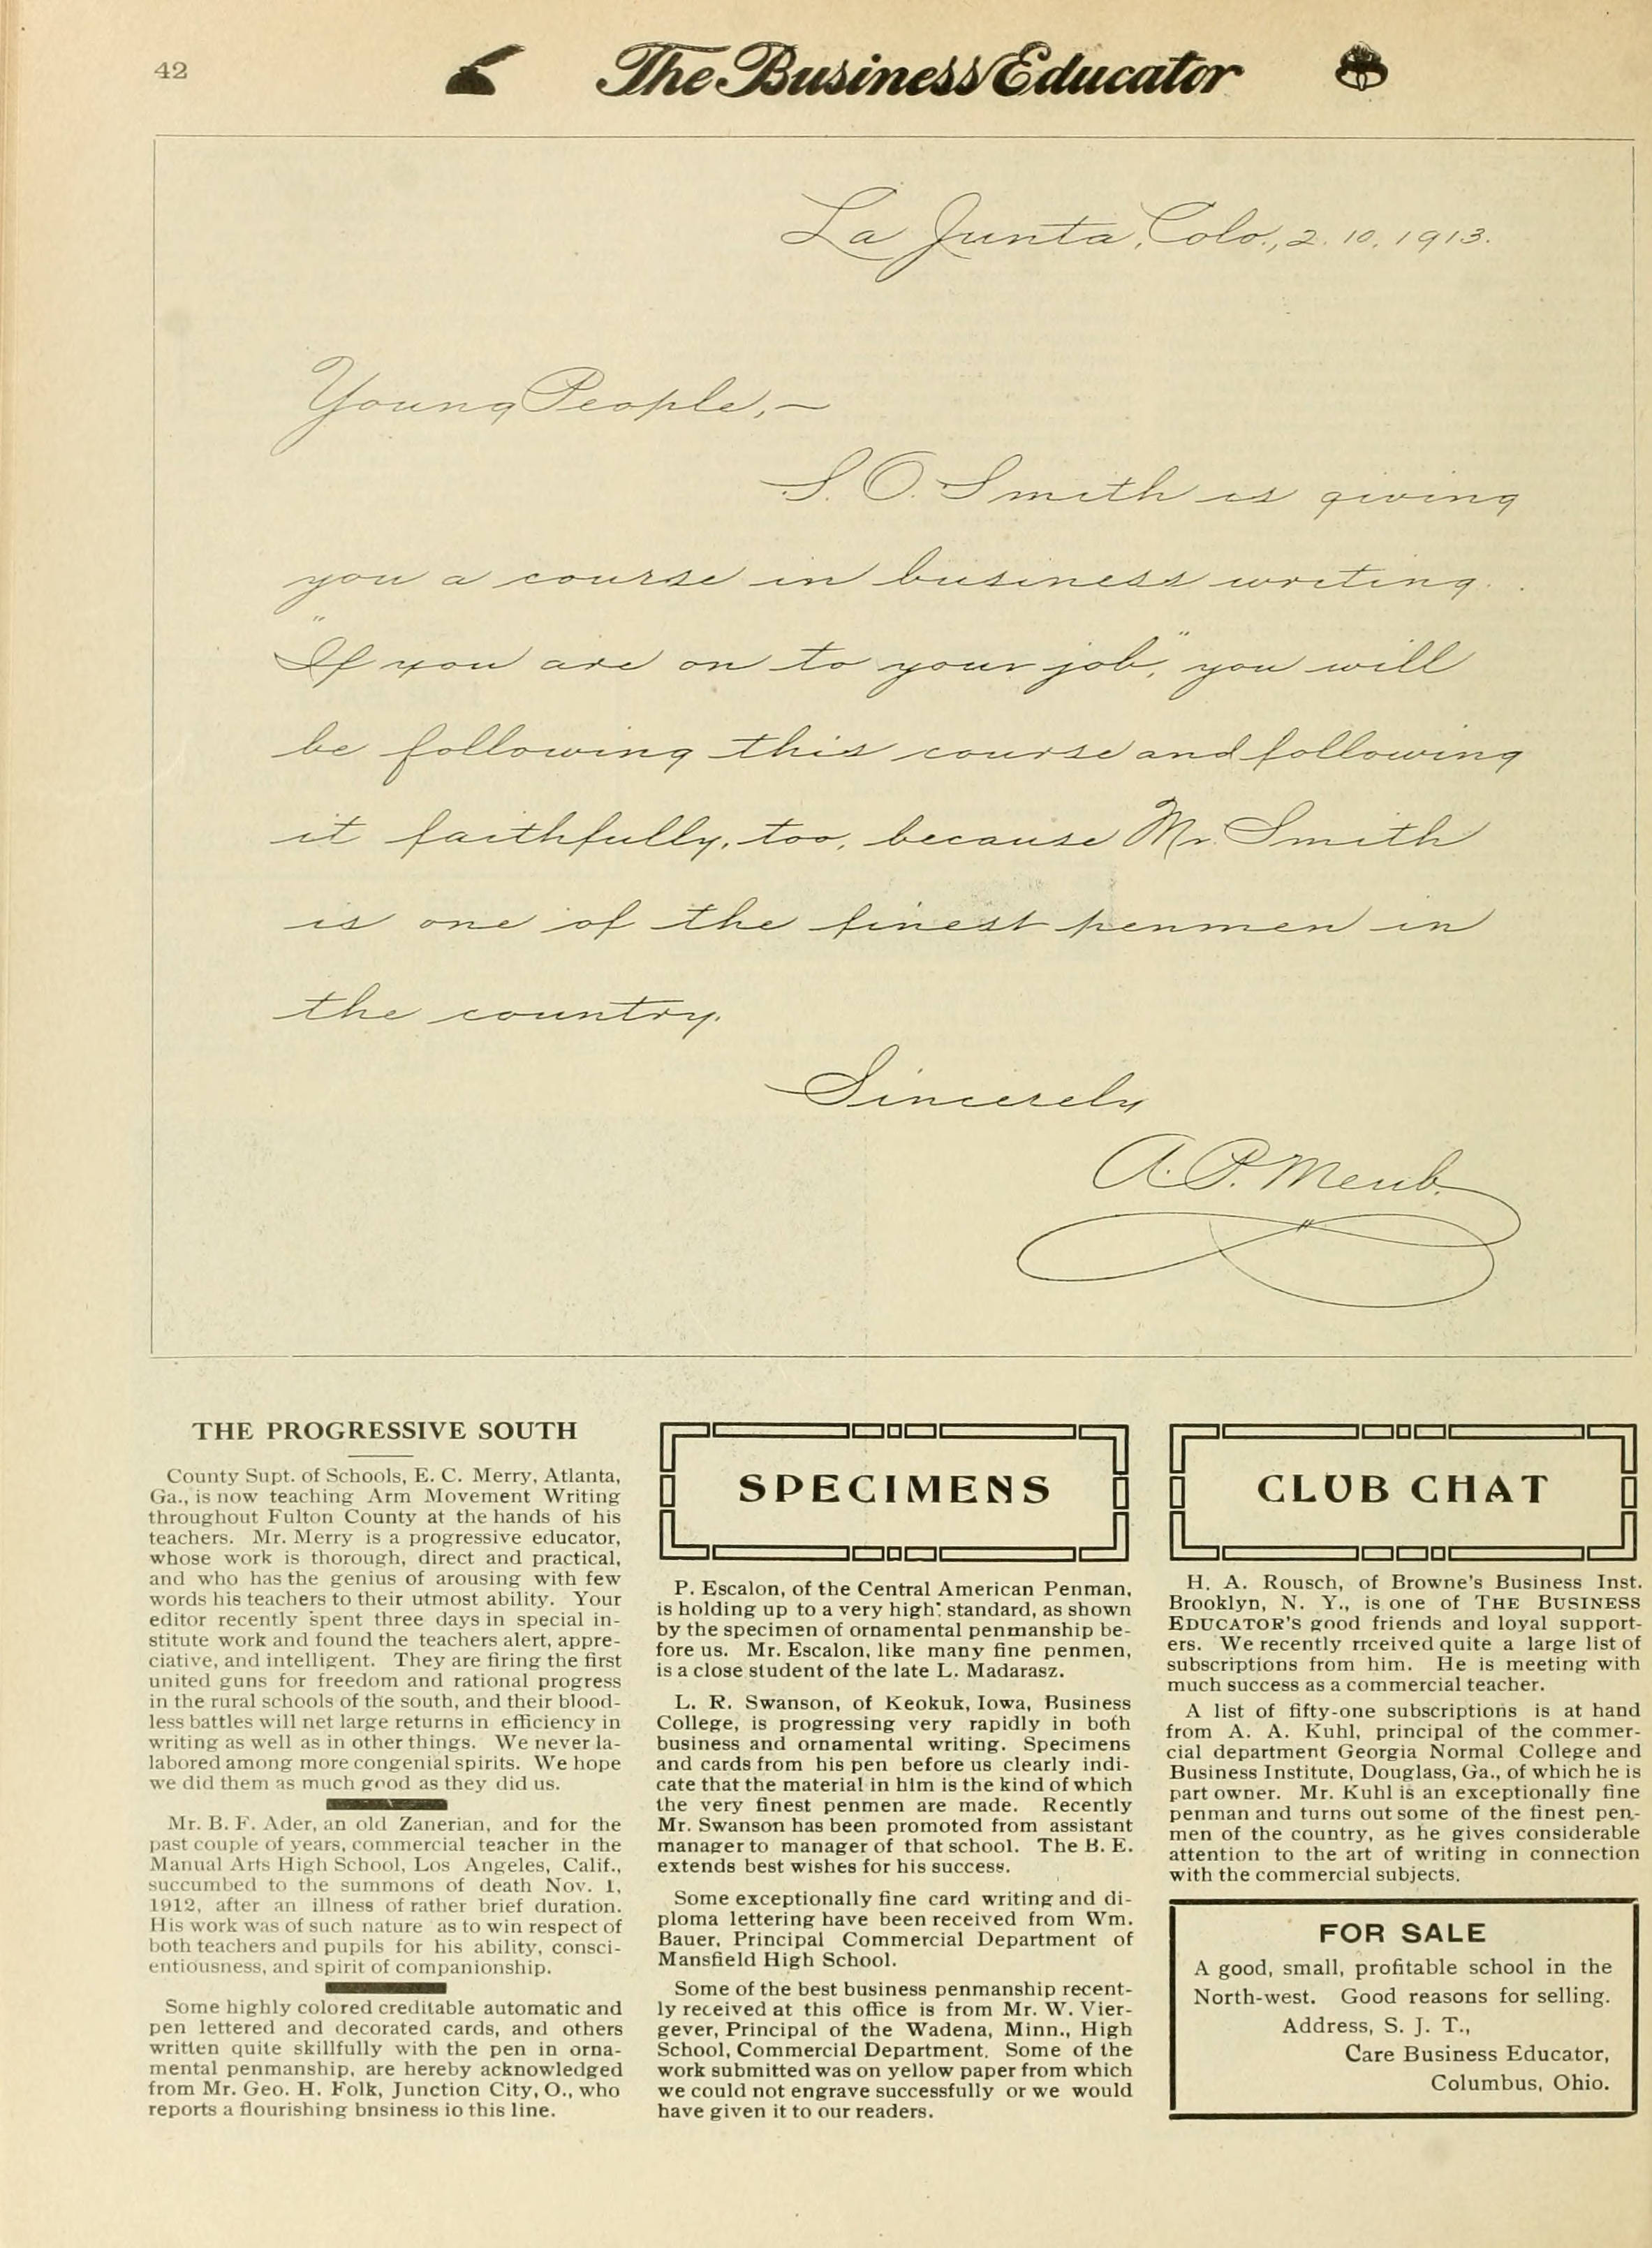 42
The Business Educator
La Junta, Colo., 2. 10. 1913.
Young People,—
S. O. Smith is giving
you a course in business writing.
"If you are on to your job," you will
be following this course and following
it faithfully, too, because Mr. Smith
is one of the finest penmen in
the country.
Sincerely
A. P. Meub.
THE PROGRESSIVE SOUTH
County Supt. of Schools, E. C. Merry, Atlanta,
Ga., is now teaching Arm Movement Writing
throughout Fulton County at the hands of his
teachers. Mr. Merry is a progressive educator,
whose work is thorough, direct and practical,
and who has the genius of arousing with few
words his teachers to their utmost ability. Your
editor recently spent three days in special in-
stitute work and found the teachers alert, appre-
ciative, and intelligent. They are firing the first
united guns for freedom and rational progress
in the rural schools of the south, and their blood-
less battles will net large returns in efficiency in
writing as well as in other things. We never la-
labored among more congenial spirits. We hope
we did them as much good as they did us.
Mr. B. F. Ader, an old Zanerian, and for the
past couple of years, commercial teacher in the
Manual Arts High School, Los Angeles, Calif.,
succumbed to the summons of death Nov. 1,
1912, after an illness of rather brief duration.
His work was of such nature as to win respect of
both teachers and pupils for his ability, consci-
entiousness, and spirit of companionship.
Some highly colored creditable automatic and
pen lettered and decorated cards, and others
written quite skillfully with the pen in orna-
mental penmanship, are hereby acknowledged
from Mr. Geo. H. Folk, Junction City, O., who
reports a flourishing bnsiness io this line.
SPECIMENS
P. Escalon, of the Central American Penman,
is holding up to a very high: standard, as shown
by the specimen of ornamental penmanship be-
fore us. Mr. Escalon, like many fine penmen,
is a close student of the late L. Madarasz.
L. R. Swanson, of Keokuk, Iowa, Business
College, is progressing very rapidly in both
business and ornamental writing. Specimens
and cards from his pen before us clearly indi-
cate that the material in him is the kind of which
the very finest penmen are made. Recently
Mr. Swanson has been promoted from assistant
manager to manager of that school. The B. E.
extends best wishes for his success.
Some exceptionally fine card writing and di-
ploma lettering have been received from Wm.
Bauer, Principal Commercial Department of
Mansfield High School.
Some of the best business penmanship recent-
ly received at this office is from Mr. W. Vier-
gever, Principal of the Wadena, Minn., High
School, Commercial Department. Some of the
work submitted was on yellow paper from which
we could not engrave successfully or we would
have given it to our readers.
CLUB CHAT
H. A. Rousch, of Browne's Business Inst.
Brooklyn, N. Y., is one of THE BUSINESS
EDUCATOR'S good friends and loyal support-
ers. We recently rrceived quite a large list of
subscriptions from him. He is meeting with
much success as a commercial teacher.
A list of fifty-one subscriptions is at hand
from A. A. Kuhl, principal of the commer-
cial department Georgia Normal College and
Business Institute, Douglass, Ga., of which he is
part owner. Mr. Kuhl is an exceptionally fine
penman and turns out some of the finest pen-
men of the country, as he gives considerable
attention to the art of writing in connection
with the commercial subjects.
FOR SALE
A good, small, profitable school in the
North-west. Good reasons for selling.
Address, S. J. T.,
Care Business Educator,
Columbus, Ohio.